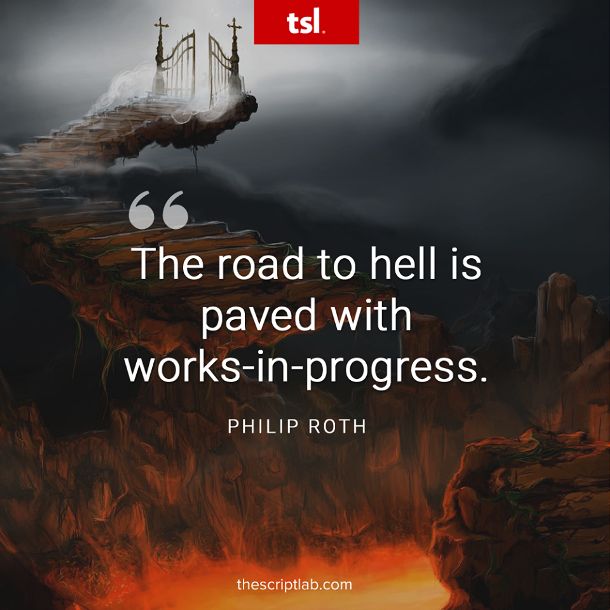 tsl.
“
The road to hell is
paved with
works-in-progress.
PHILIP ROTH
thescriptlab.com